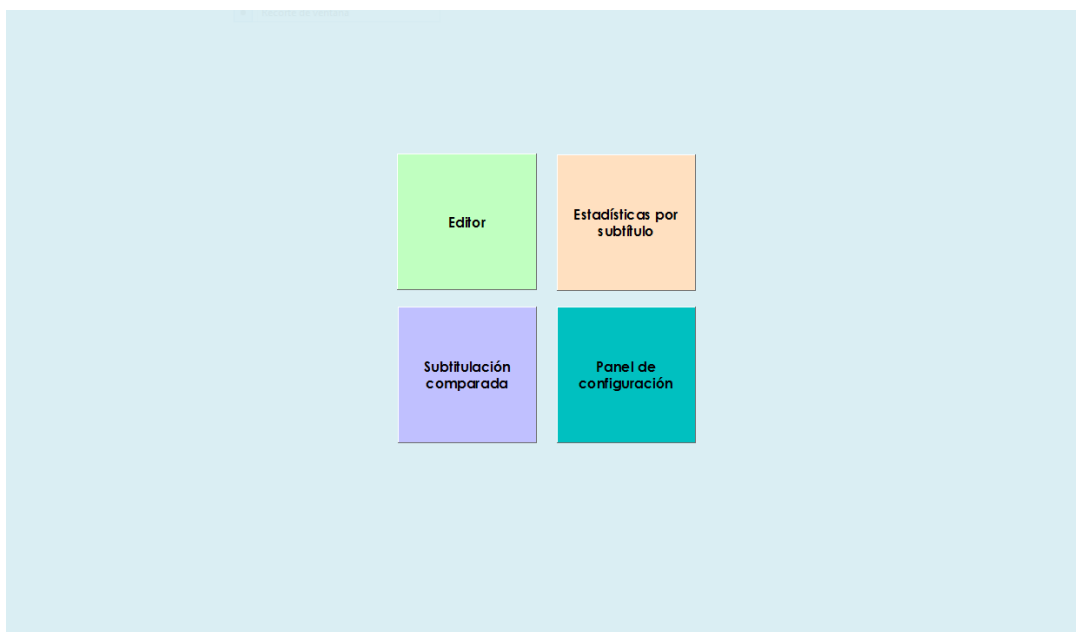 Editor
Estadísticas por
subtítulo
Subtitulación
comparada
Panel de
configuración